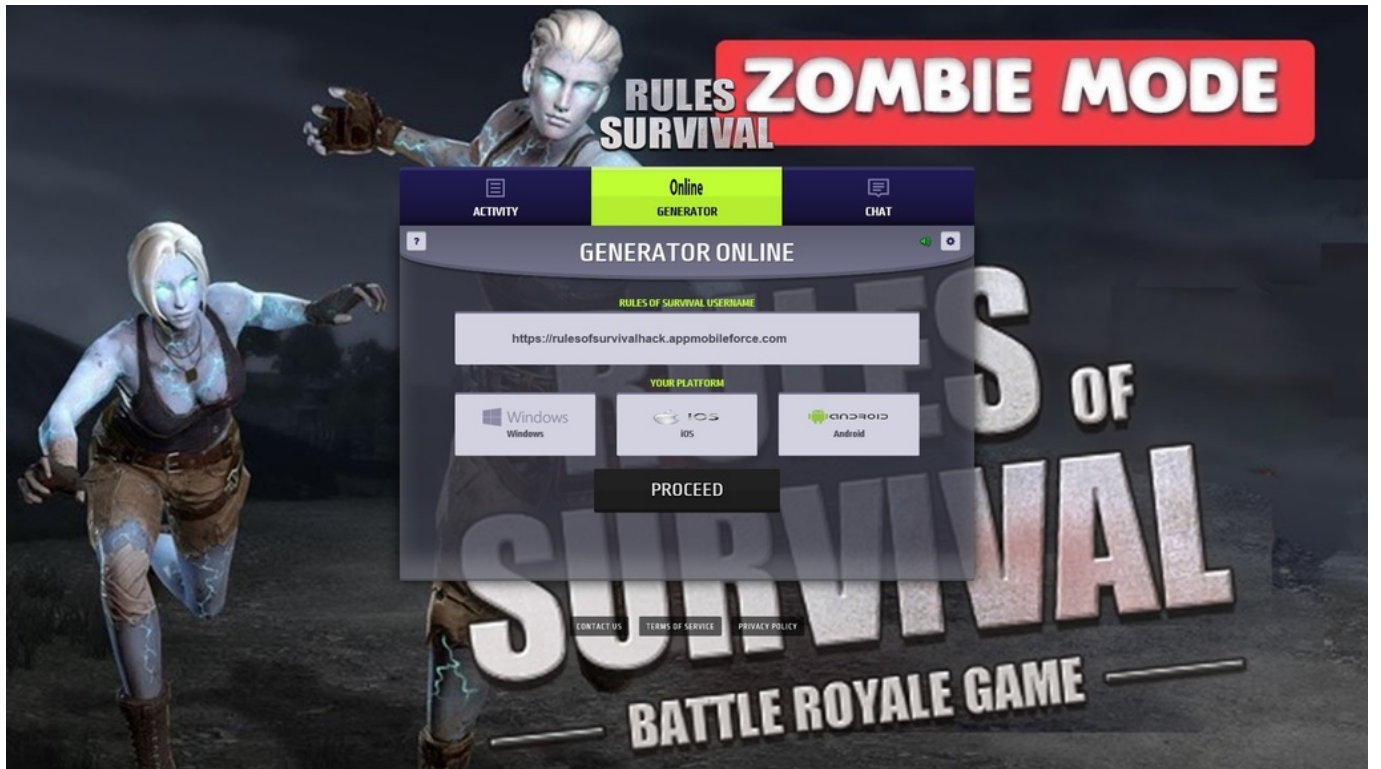 ZOMBIE MODE
RULES
SURVIVAL
ACTIVITY
Online
GENERATOR
CHAT
?
GENERATOR ONLINE
RULES OF SURVIVAL USERNAME
https://rulesofsurvivalhack.appmobileforce.com
YOUR PLATFORM
Windows
Windows
iOS
iOS
android
Android
PROCEED
CONTACT US
TERMS OF SERVICE
PRIVACY POLICY
RULES OF
SURVIVAL
BATTLE ROYALE GAME